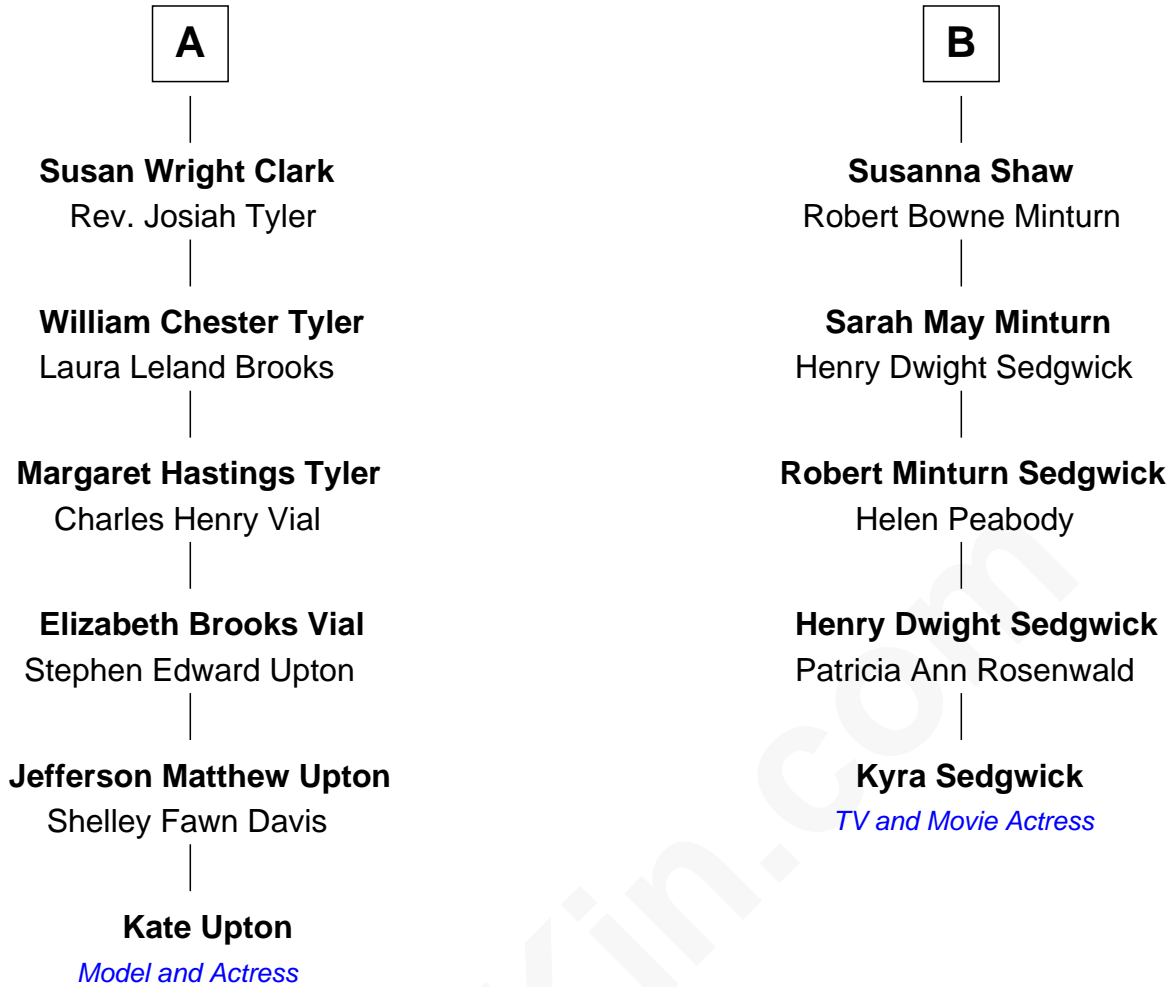 A
Susan Wright Clark
Rev. Josiah Tyler
William Chester Tyler
Laura Leland Brooks
Margaret Hastings Tyler
Charles Henry Vial
Elizabeth Brooks Vial
Stephen Edward Upton
Jefferson Matthew Upton
Shelley Fawn Davis
Kate Upton
Model and Actress
B
Susanna Shaw
Robert Bowne Minturn
Sarah May Minturn
Henry Dwight Sedgwick
Robert Minturn Sedgwick
Helen Peabody
Henry Dwight Sedgwick
Patricia Ann Rosenwald
Kyra Sedgwick
TV and Movie Actress
Kin.com